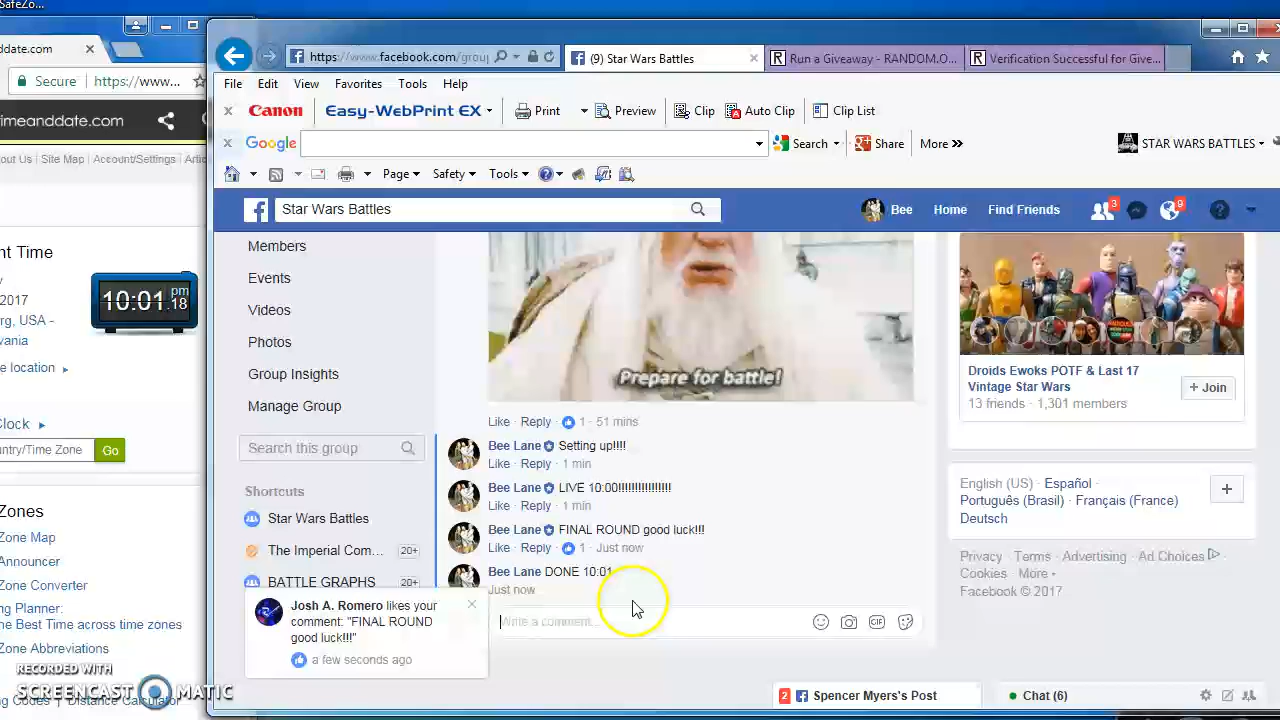 SafeZo...
ddate.com
Secure
https://www...
timeanddate.com
out Us | Site Map | Account/Settings |
nt Time
2017
rg, USA -
vania
e location
10:01 pm 18
Clock
untry/Time Zone
Go
Zones
Zone Map
Announcer
Zone Converter
ng Planner:
he Best Time across time zones
Zone Abbreviations
RECORDED WITH
SCREENCAST MATIC
ng Codes | Distance Calculator
https://www.facebook.com/group
(9) Star Wars Battles
Run a Giveaway - RANDOM.O...
Verification Successful for Give...
File Edit View Favorites Tools Help
Canon Easy-WebPrint EX Print Preview Clip Auto Clip Clip List
Google Search Share More » STAR WARS BATTLES
Page Safety Tools
Star Wars Battles
Bee Home Find Friends 3 9
Members
Events
Videos
Photos
Group Insights
Manage Group
Search this group
Shortcuts
Star Wars Battles
The Imperial Com... 20+
BATTLE GRAPHS 20+
Josh A. Romero likes your
comment: "FINAL ROUND
good luck!!!"
a few seconds ago
Prepare for battle!
Like · Reply · 1 · 51 mins
Bee Lane Setting up!!!!
Like · Reply · 1 min
Bee Lane LIVE 10:00!!!!!!!!!!!!!!!!
Like · Reply · 1 min
Bee Lane FINAL ROUND good luck!!!
Like · Reply · 1 · Just now
Bee Lane DONE 10:01
Just now
Write a comment...
GIF
Droids Ewoks POTF & Last 17
Vintage Star Wars
13 friends · 1,301 members
+ Join
English (US) · Español ·
Português (Brasil) · Français (France) ·
Deutsch
Privacy · Terms · Advertising · Ad Choices ·
Cookies · More
Facebook © 2017
2 Spencer Myers's Post
Chat (6)